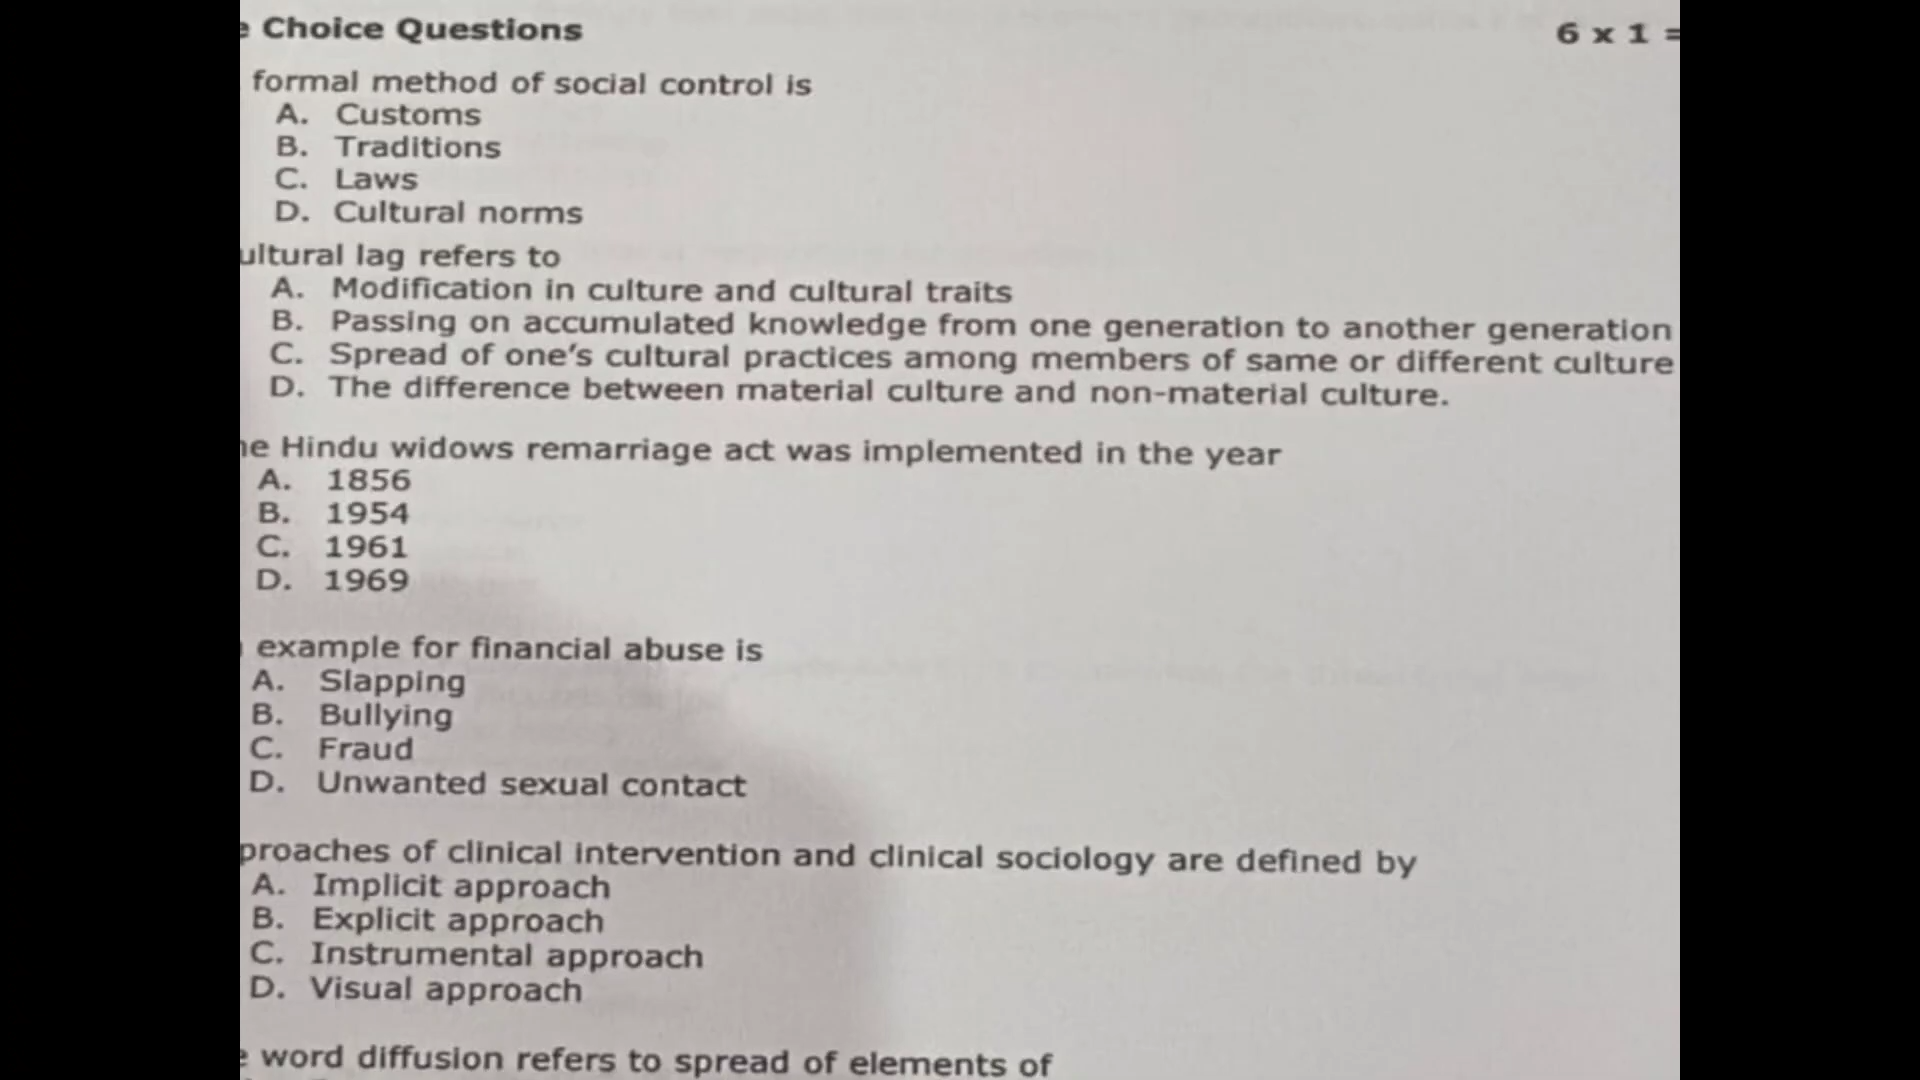 Choice Questions 6 x 1 =
formal method of social control is
A. Customs
B. Traditions
C. Laws
D. Cultural norms
ultural lag refers to
A. Modification in culture and cultural traits
B. Passing on accumulated knowledge from one generation to another generation
C. Spread of one's cultural practices among members of same or different culture
D. The difference between material culture and non-material culture.
he Hindu widows remarriage act was implemented in the year
A. 1856
B. 1954
C. 1961
D. 1969
example for financial abuse is
A. Slapping
B. Bullying
C. Fraud
D. Unwanted sexual contact
proaches of clinical intervention and clinical sociology are defined by
A. Implicit approach
B. Explicit approach
C. Instrumental approach
D. Visual approach
word diffusion refers to spread of elements of